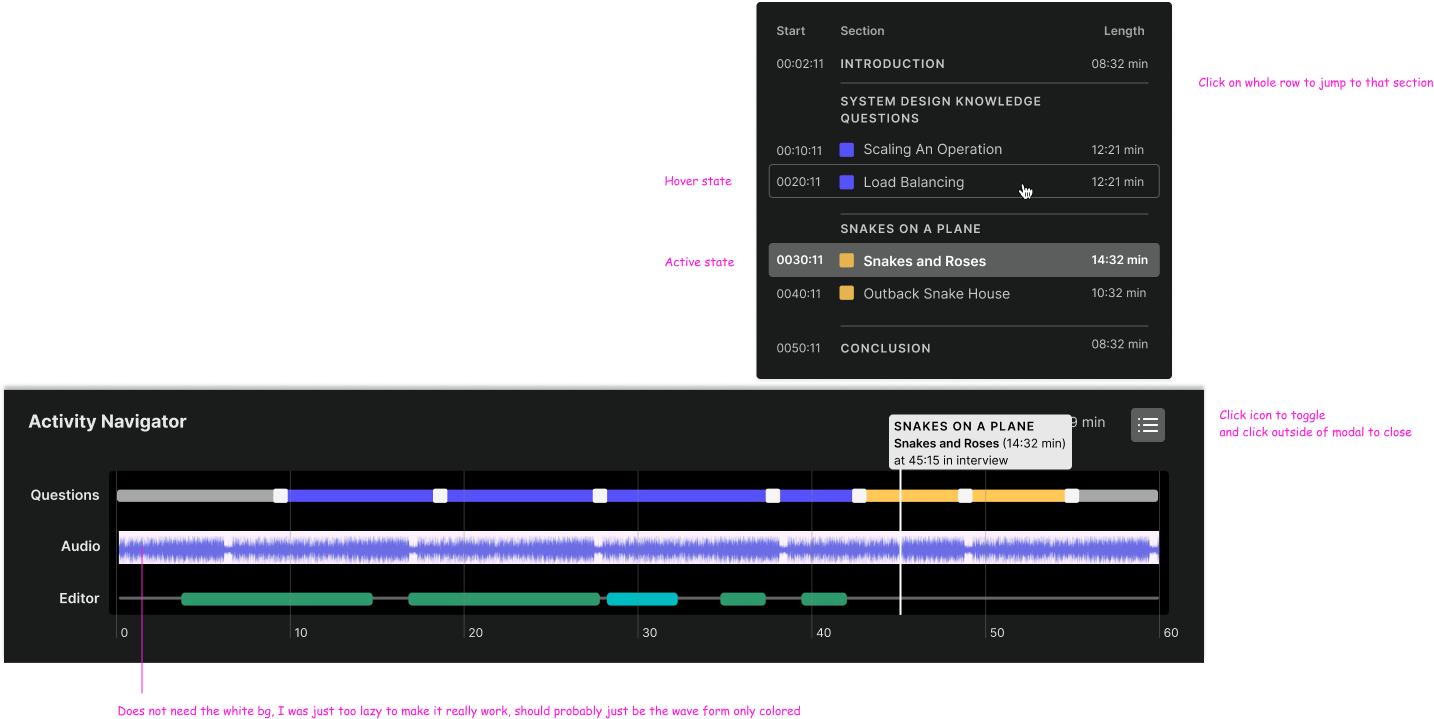 Start Section Length
00:02:11 INTRODUCTION 08:32 min
Click on whole row to jump to that section
SYSTEM DESIGN KNOWLEDGE
QUESTIONS
00:10:11 Scaling An Operation 12:21 min
Hover state
0020:11 Load Balancing 12:21 min
SNAKES ON A PLANE
Active state
0030:11 Snakes and Roses 14:32 min
0040:11 Outback Snake House 10:32 min
0050:11 CONCLUSION 08:32 min
Activity Navigator
SNAKES ON A PLANE
Snakes and Roses (14:32 min)
at 45:15 in interview
9 min
Click icon to toggle
and click outside of modal to close
Questions
Audio
Editor
0 10 20 30 40 50 60
Does not need the white bg, I was just too lazy to make it really work, should probably just be the wave form only colored